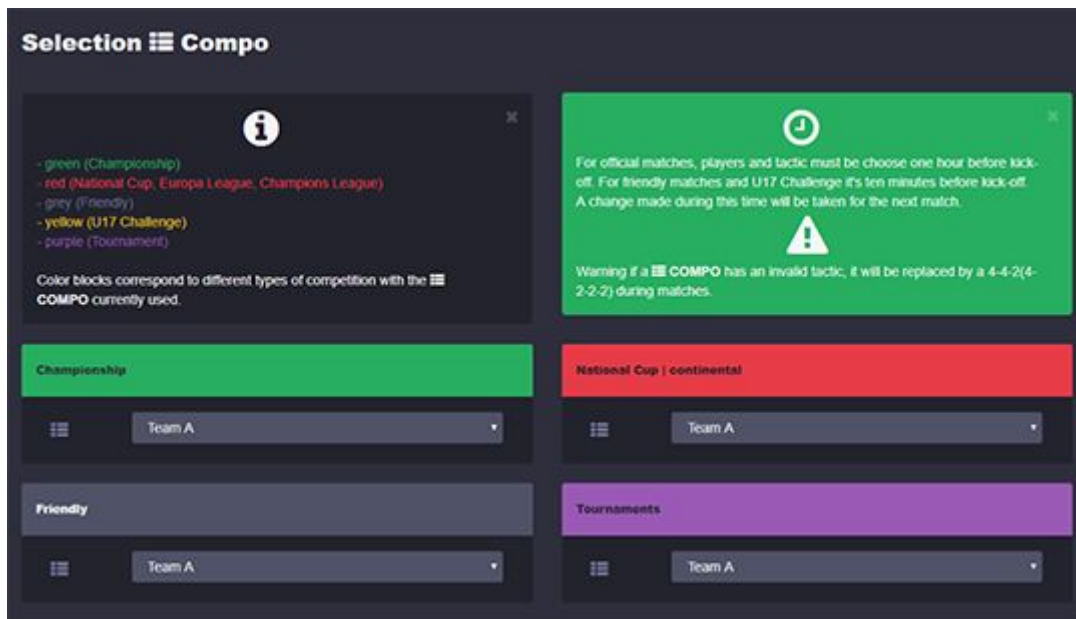 Selection Compo
- green (Championship)
- red (National Cup, Europa League, Champions League)
- grey (Friendly)
- yellow (U17 Challenge)
- purple (Tournament)
Color blocks correspond to different types of competition with the
COMPO currently used.
For official matches, players and tactic must be choose one hour before kick-
off. For friendly matches and U17 Challenge it's ten minutes before kick-off.
A change made during this time will be taken for the next match.
Warning if a COMPO has an invalid tactic, it will be replaced by a 4-4-2(4-
2-2-2) during matches.
Championship
National Cup | continental
Team A
Team A
Friendly
Tournaments
Team A
Team A